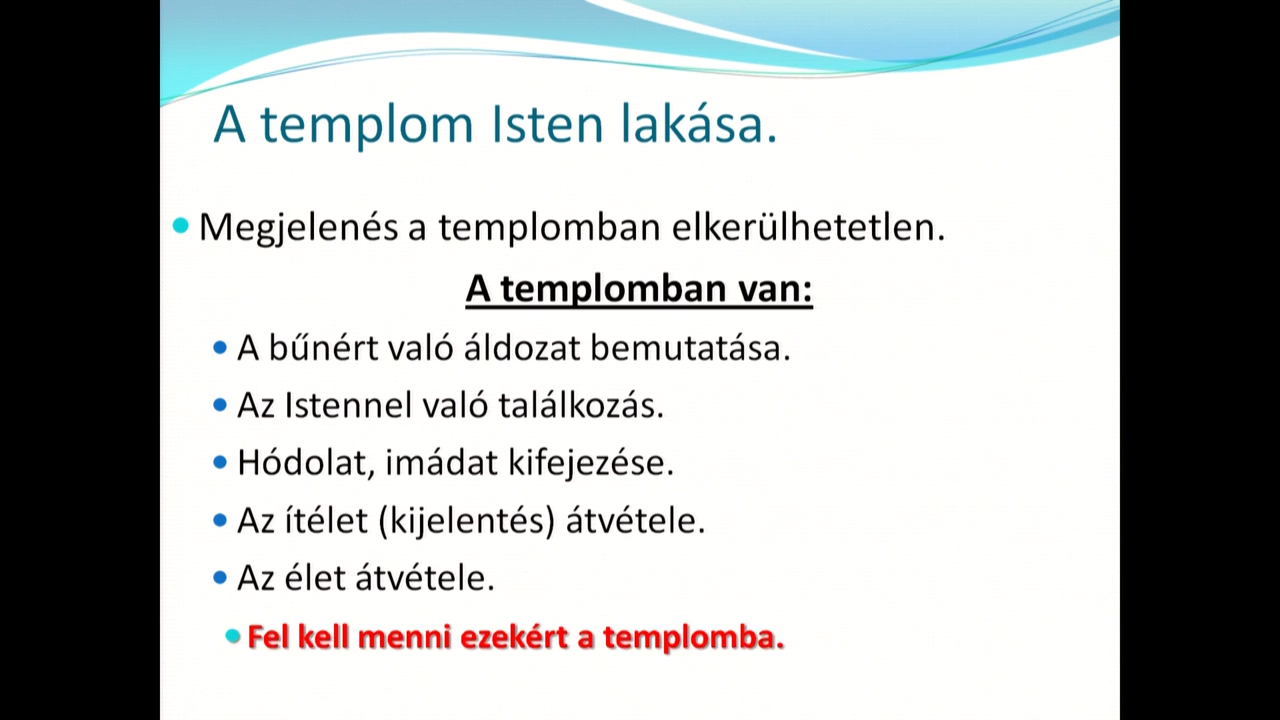 A templom Isten lakása.
Megjelenés a templomban elkerülhetetlen.
A templomban van:
A bűnért való áldozat bemutatása.
Az Istennel való találkozás.
Hódolat, imádat kifejezése.
Az ítélet (kijelentés) átvétele.
Az élet átvétele.
Fel kell menni ezekért a templomba.